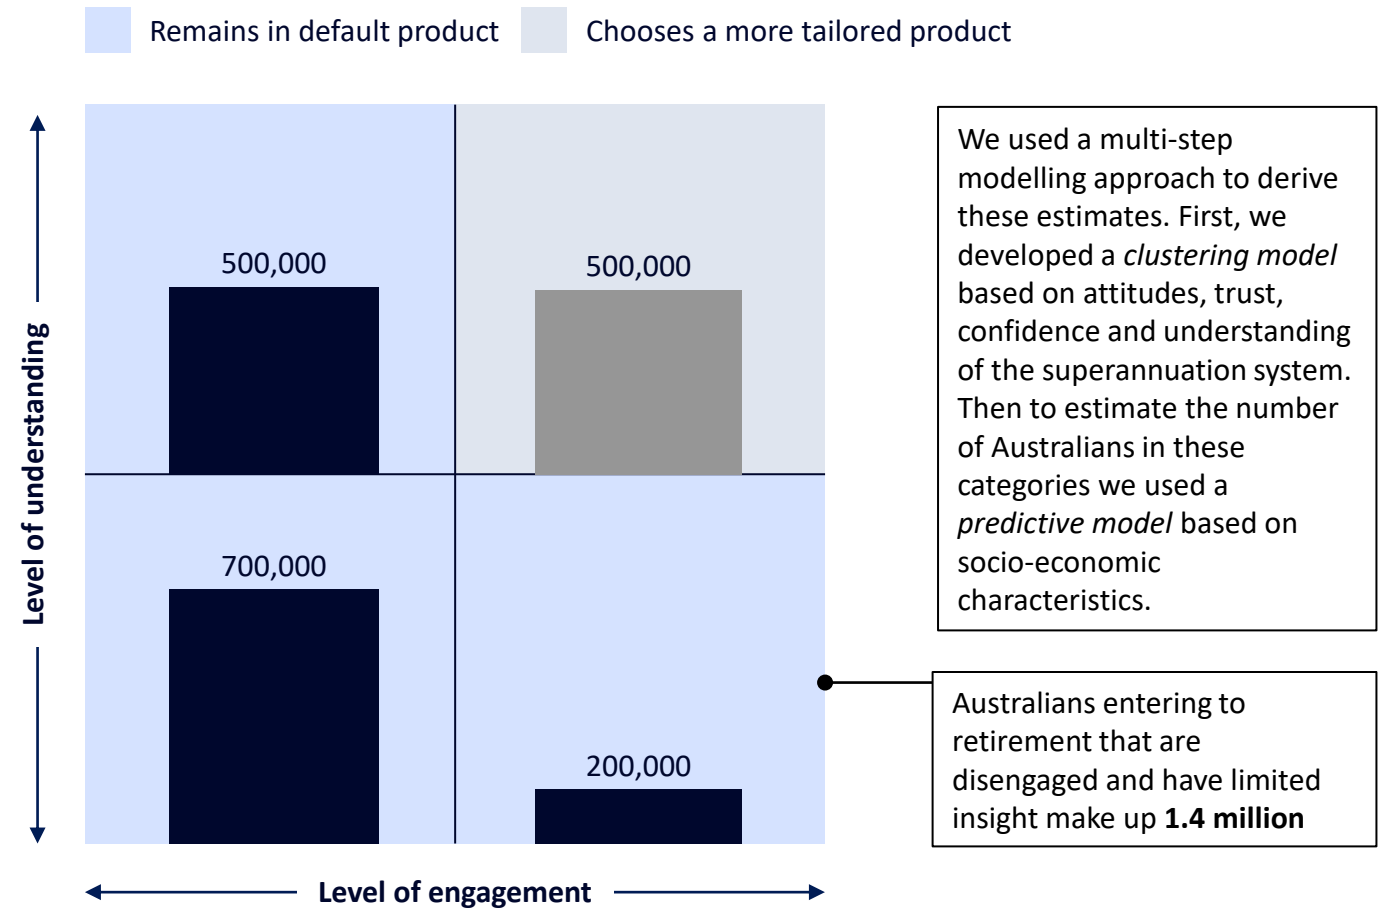 Remains in default product
Chooses a more tailored product
Level of understanding
500,000
500,000
700,000
200,000
Level of engagement
We used a multi-step
modelling approach to derive
these estimates. First, we
developed a clustering model
based on attitudes, trust,
confidence and understanding
of the superannuation system.
Then to estimate the number
of Australians in these
categories we used a
predictive model based on
socio-economic
characteristics.
Australians entering to
retirement that are
disengaged and have limited
insight make up 1.4 million